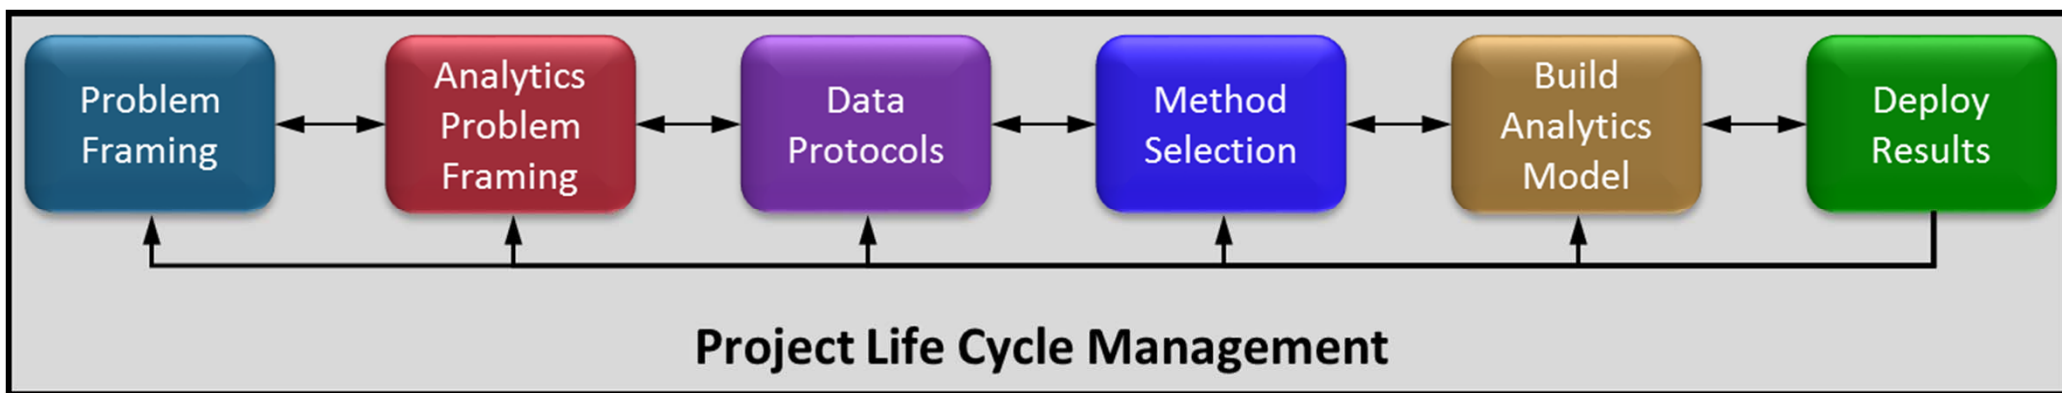 Problem
Framing
Analytics
Problem
Framing
Data
Protocols
Method
Selection
Build
Analytics
Model
Deploy
Results
Project Life Cycle Management